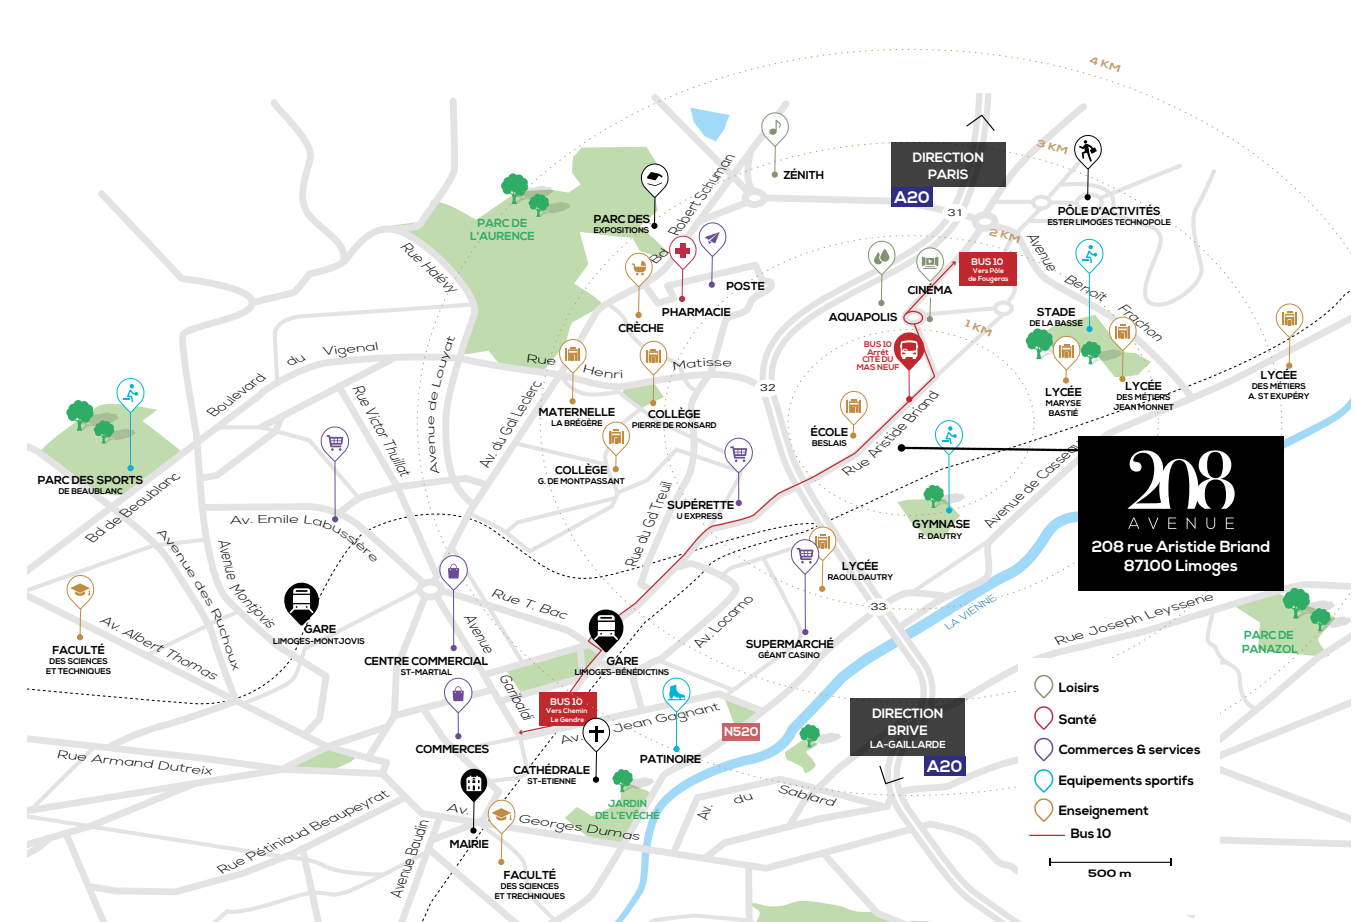 4 KM
3 KM
DIRECTION
PARIS
A20
31
ZÉNITH
PÔLE D'ACTIVITÉS
ESTER LIMOGES TECHNOPOLE
PARC DE
L'AURENCE
PARC DES
EXPOSITIONS
Bd Robert Schuman
2 KM
Rue Halévy
Avenue Benoît Frachon
BUS 10
Vers Pôle
de Fougeras
CINÉMA
POSTE
PHARMACIE
CRÈCHE
AQUAPOLIS
1 KM
STADE
DE LA BASSE
BUS 10
Arrêt
CITÉ DU
MAS NEUF
Boulevard du Vigenal
Avenue de Louyat
Rue Henri Matisse
32
LYCÉE
DES MÉTIERS
A. ST EXUPÉRY
LYCÉE
MARYSE
BASTIÉ
LYCÉE
DES MÉTIERS
JEAN MONNET
Rue Victor Thuillat
Av. du Gal Leclerc
MATERNELLE
LA BRÉGÈRE
COLLÈGE
PIERRE DE RONSARD
ÉCOLE
BESLAIS
Rue Aristide Briand
COLLÈGE
G. DE MONTPASSANT
PARC DES SPORTS
DE BEAUBLANC
Bd de Beaublanc
SUPÉRETTE
U EXPRESS
Rue du Gd Treuil
208
AVENUE
208 rue Aristide Briand
87100 Limoges
Avenue de Casseau
GYMNASE
R. DAUTRY
Av. Emile Labussière
Avenue des Ruchoux
Avenue Montjovis
LYCÉE
RAOUL DAUTRY
33
LA VIENNE
Rue Joseph Leyssene
PARC DE
PANAZOL
Rue T. Bac
Av. Locarno
SUPERMARCHÉ
GÉANT CASINO
GARE
LIMOGES-MONTJOVIS
FACULTÉ
DES SCIENCES
ET TECHNIQUES
Av. Albert Thomas
CENTRE COMMERCIAL
ST-MARTIAL
Avenue Garibaldi
GARE
LIMOGES-BÉNÉDICTINS
BUS 10
Vers Chemin
Le Gendre
Av. Jean Gagnant
N520
DIRECTION
BRIVE
LA-GAILLARDE
A20
COMMERCES
PATINOIRE
Rue Armand Dutreix
CATHÉDRALE
ST-ETIENNE
JARDIN
DE L'EVÊCHÉ
Av. du Sablard
Rue Pétiniaud Beaupeyrat
Av. Georges Dumas
MAIRIE
Avenue Baudin
FACULTÉ
DES SCIENCES
ET TRECHNIQUES
Loisirs
Santé
Commerces & services
Equipements sportifs
Enseignement
Bus 10
500 m